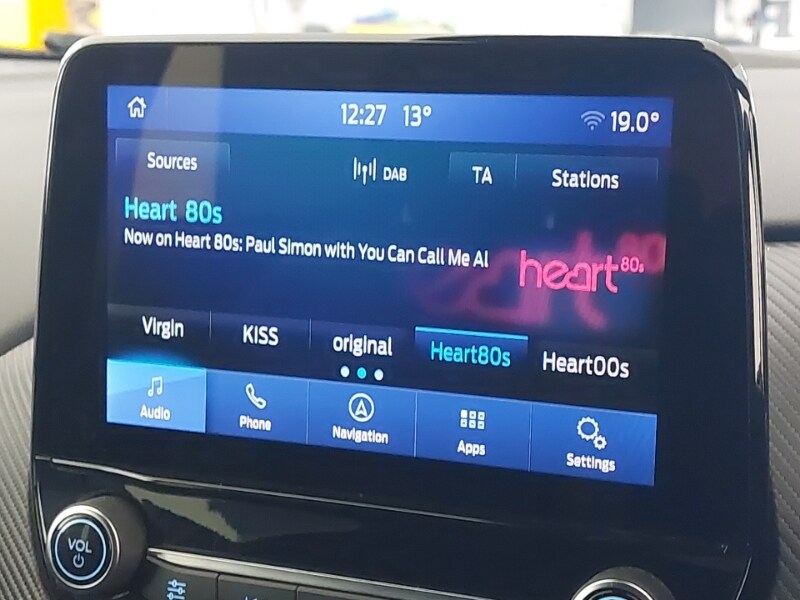 12:27 13° 19.0°
Sources DAB TA Stations
Heart 80s
Now on Heart 80s: Paul Simon with You Can Call Me Al
heart 80s
Virgin KISS original Heart80s Heart00s
Audio Phone Navigation Apps Settings
VOL